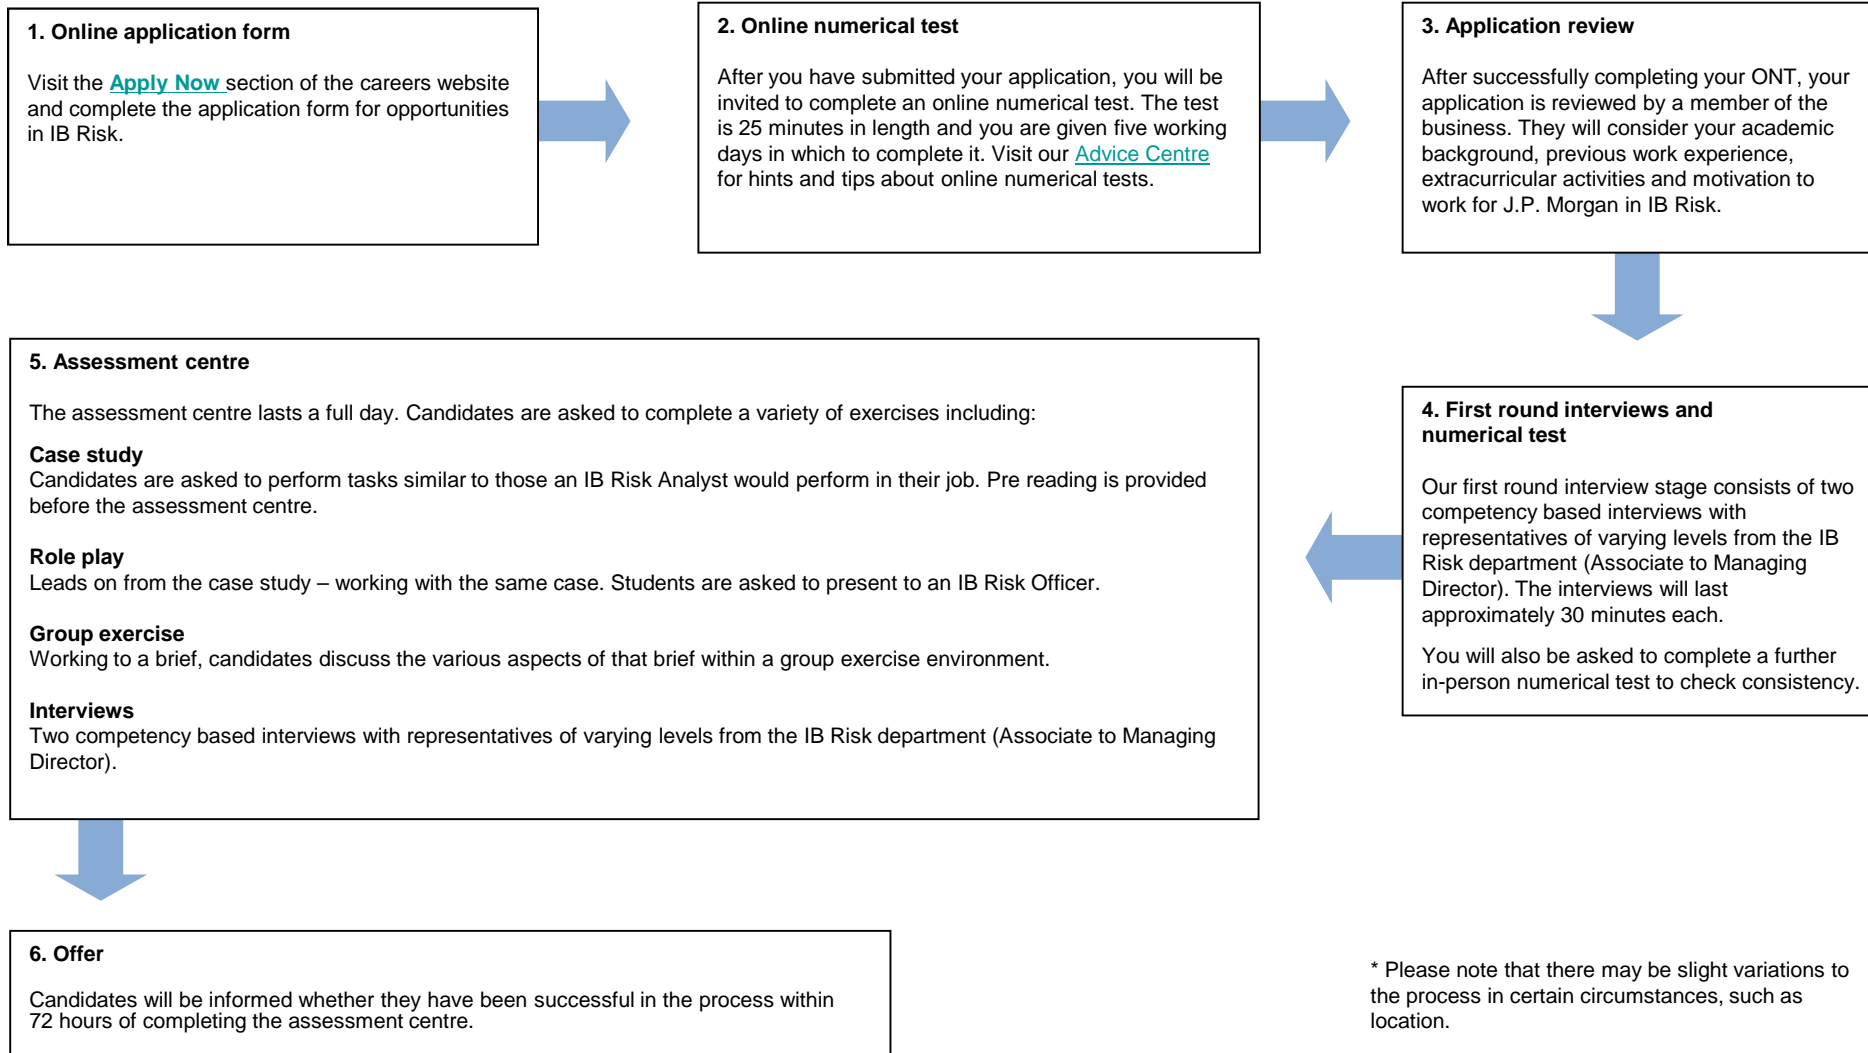 1. Online application form
Visit the Apply Now section of the careers website
and complete the application form for opportunities
in IB Risk.
2. Online numerical test
After you have submitted your application, you will be
invited to complete an online numerical test. The test
is 25 minutes in length and you are given five working
days in which to complete it. Visit our Advice Centre
for hints and tips about online numerical tests.
3. Application review
After successfully completing your ONT, your
application is reviewed by a member of the
business. They will consider your academic
background, previous work experience,
extracurricular activities and motivation to
work for J.P. Morgan in IB Risk.
4. First round interviews and
numerical test
Our first round interview stage consists of two
competency based interviews with
representatives of varying levels from the IB
Risk department (Associate to Managing
Director). The interviews will last
approximately 30 minutes each.
You will also be asked to complete a further
in-person numerical test to check consistency.
5. Assessment centre
The assessment centre lasts a full day. Candidates are asked to complete a variety of exercises including:
Case study
Candidates are asked to perform tasks similar to those an IB Risk Analyst would perform in their job. Pre reading is provided
before the assessment centre.
Role play
Leads on from the case study – working with the same case. Students are asked to present to an IB Risk Officer.
Group exercise
Working to a brief, candidates discuss the various aspects of that brief within a group exercise environment.
Interviews
Two competency based interviews with representatives of varying levels from the IB Risk department (Associate to Managing
Director).
6. Offer
Candidates will be informed whether they have been successful in the process within
72 hours of completing the assessment centre.
* Please note that there may be slight variations to
the process in certain circumstances, such as
location.